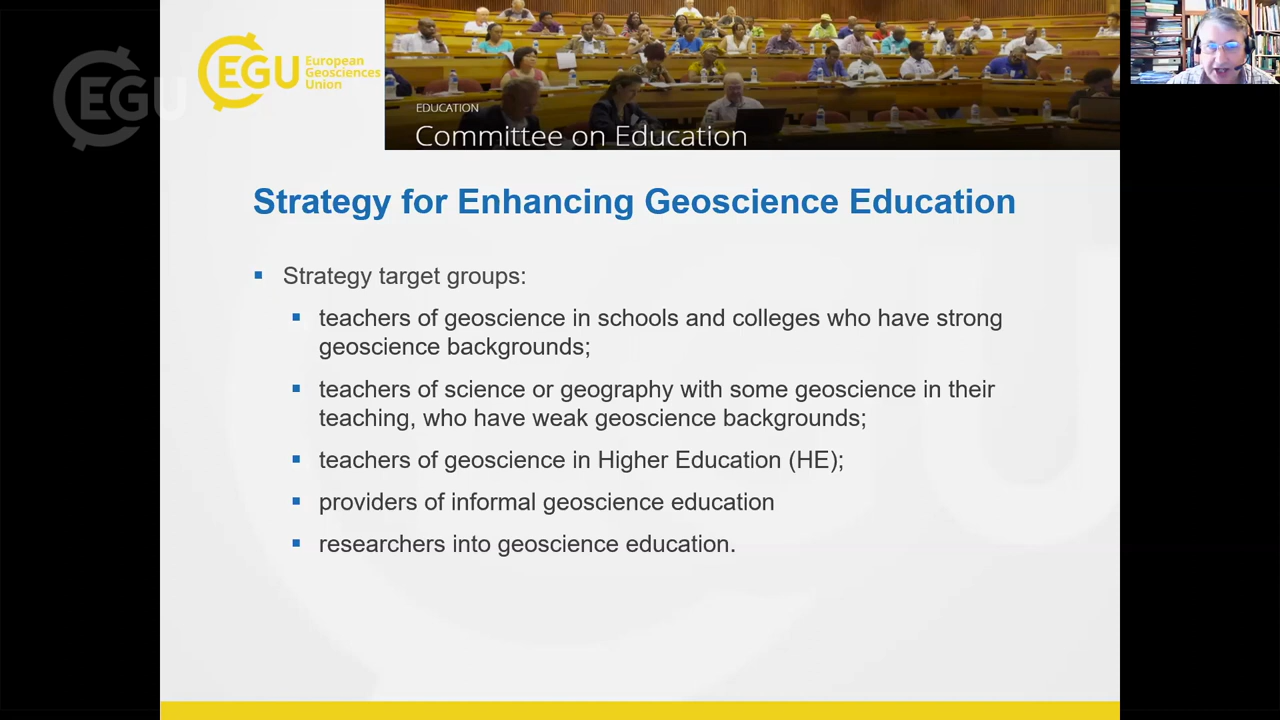 EGU
EGU
European
Geosciences
Union
EDUCATION
Committee on Education
Strategy for Enhancing Geoscience Education
Strategy target groups:
teachers of geoscience in schools and colleges who have strong
geoscience backgrounds;
teachers of science or geography with some geoscience in their
teaching, who have weak geoscience backgrounds;
teachers of geoscience in Higher Education (HE);
providers of informal geoscience education
researchers into geoscience education.